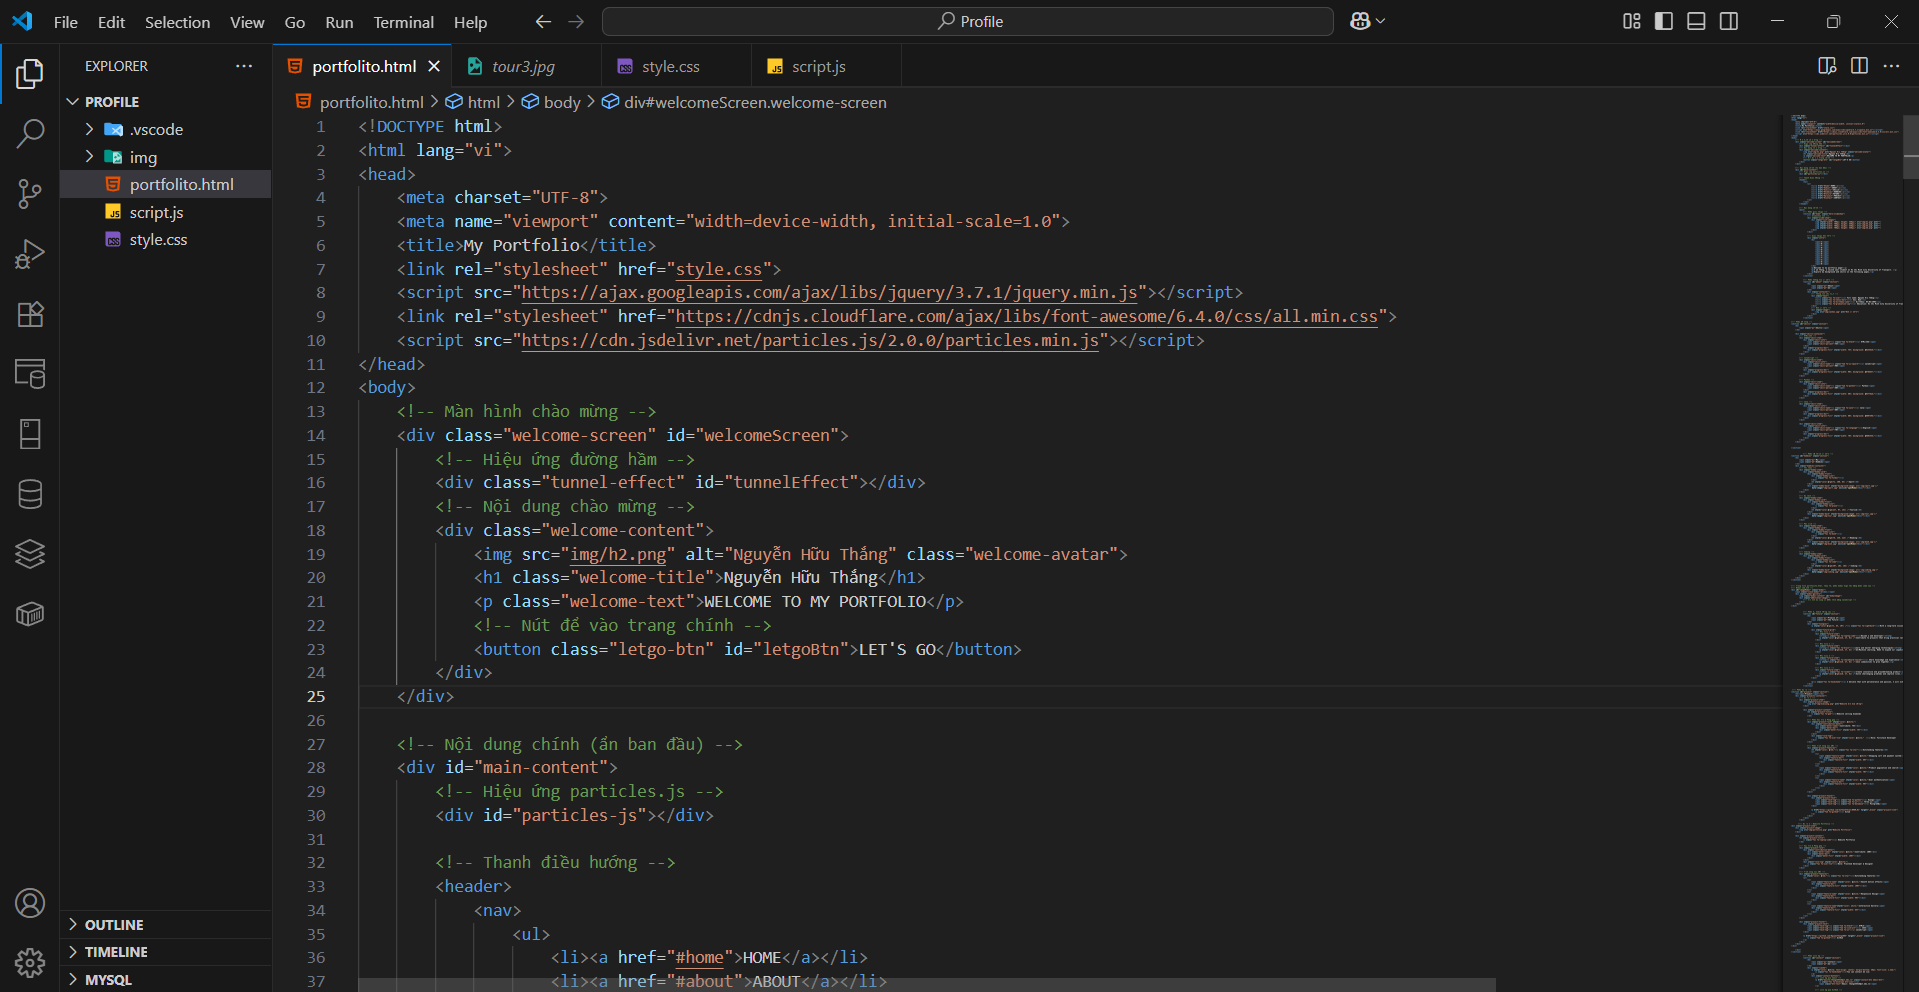 File Edit Selection View Go Run Terminal Help
Profile
EXPLORER
PROFILE
.vscode
img
portfolito.html
script.js
style.css
OUTLINE
TIMELINE
MYSQL
portfolito.html
tour3.jpg
style.css
script.js
portfolito.html > html > body > div#welcomeScreen.welcome-screen
1 <!DOCTYPE html>
2 <html lang="vi">
3 <head>
4 <meta charset="UTF-8">
5 <meta name="viewport" content="width=device-width, initial-scale=1.0">
6 <title>My Portfolio</title>
7 <link rel="stylesheet" href="style.css">
8 <script src="https://ajax.googleapis.com/ajax/libs/jquery/3.7.1/jquery.min.js"></script>
9 <link rel="stylesheet" href="https://cdnjs.cloudflare.com/ajax/libs/font-awesome/6.4.0/css/all.min.css">
10 <script src="https://cdn.jsdelivr.net/particles.js/2.0.0/particles.min.js"></script>
11 </head>
12 <body>
13 <!-- Màn hình chào mừng -->
14 <div class="welcome-screen" id="welcomeScreen">
15 <!-- Hiệu ứng đường hầm -->
16 <div class="tunnel-effect" id="tunnelEffect"></div>
17 <!-- Nội dung chào mừng -->
18 <div class="welcome-content">
19 <img src="img/h2.png" alt="Nguyễn Hữu Thắng" class="welcome-avatar">
20 <h1 class="welcome-title">Nguyễn Hữu Thắng</h1>
21 <p class="welcome-text">WELCOME TO MY PORTFOLIO</p>
22 <!-- Nút để vào trang chính -->
23 <button class="letgo-btn" id="letgoBtn">LET'S GO</button>
24 </div>
25 </div>
26
27 <!-- Nội dung chính (ẩn ban đầu) -->
28 <div id="main-content">
29 <!-- Hiệu ứng particles.js -->
30 <div id="particles-js"></div>
31
32 <!-- Thanh điều hướng -->
33 <header>
34 <nav>
35 <ul>
36 <li><a href="#home">HOME</a></li>
37 <li><a href="#about">ABOUT</a></li>